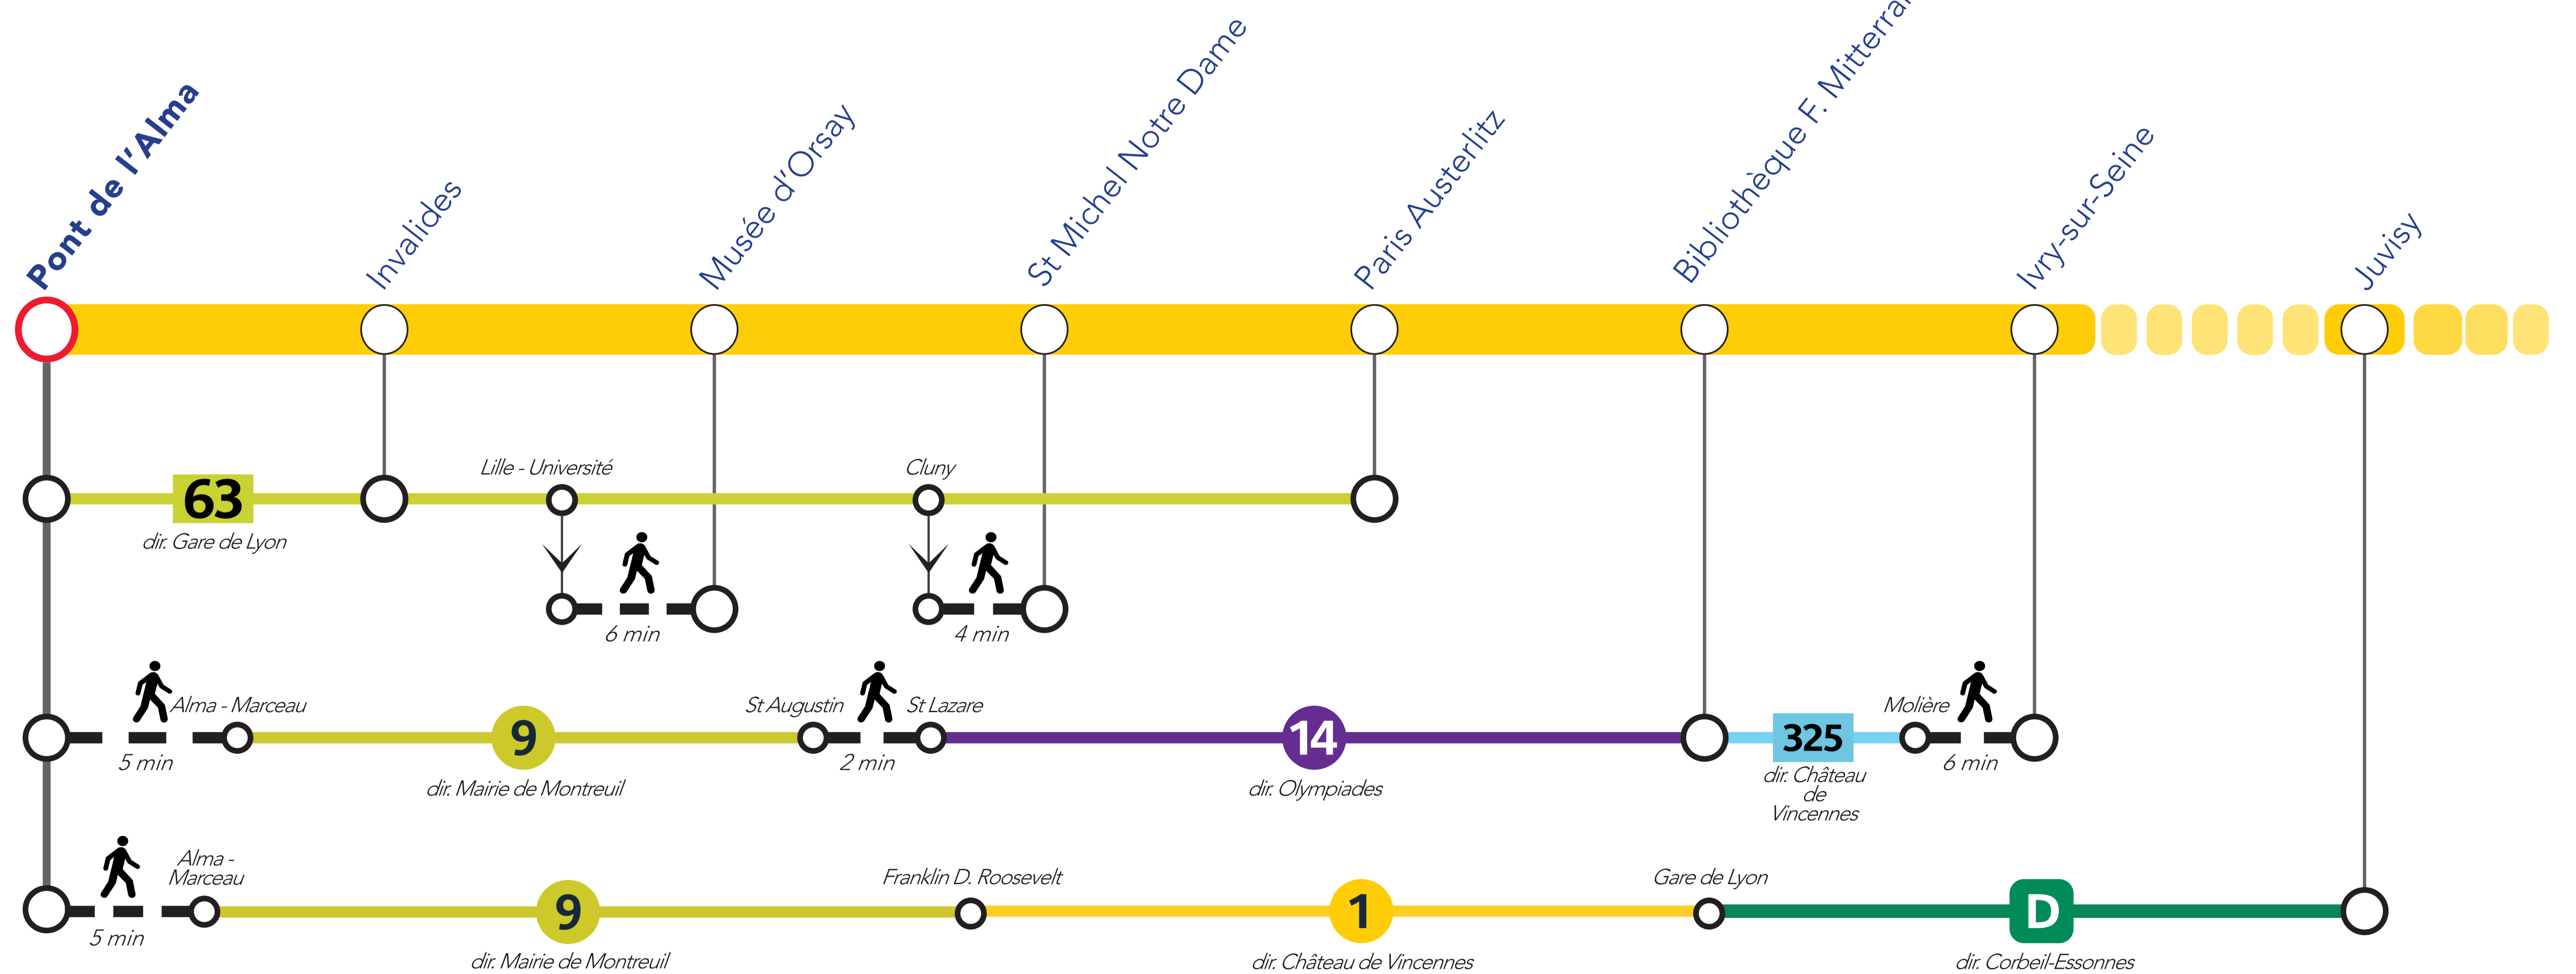 Pont de l'Alma
Invalides
Musée d'Orsay
St Michel Notre Dame
Paris Austerlitz
Bibliothèque F.
Ivry-sur-Seine
Juvisy
63
dir. Gare de Lyon
Lille - Université
Cluny
6 min
4 min
5 min
Alma - Marceau
9
dir. Mairie de Montreuil
St Augustin
2 min
St Lazare
14
dir. Olympiades
325
dir. Château
de
Vincennes
Molière
6 min
5 min
Alma -
Marceau
9
dir. Mairie de Montreuil
Franklin D. Roosevelt
1
dir. Château de Vincennes
Gare de Lyon
D
dir. Corbeil-Essonnes